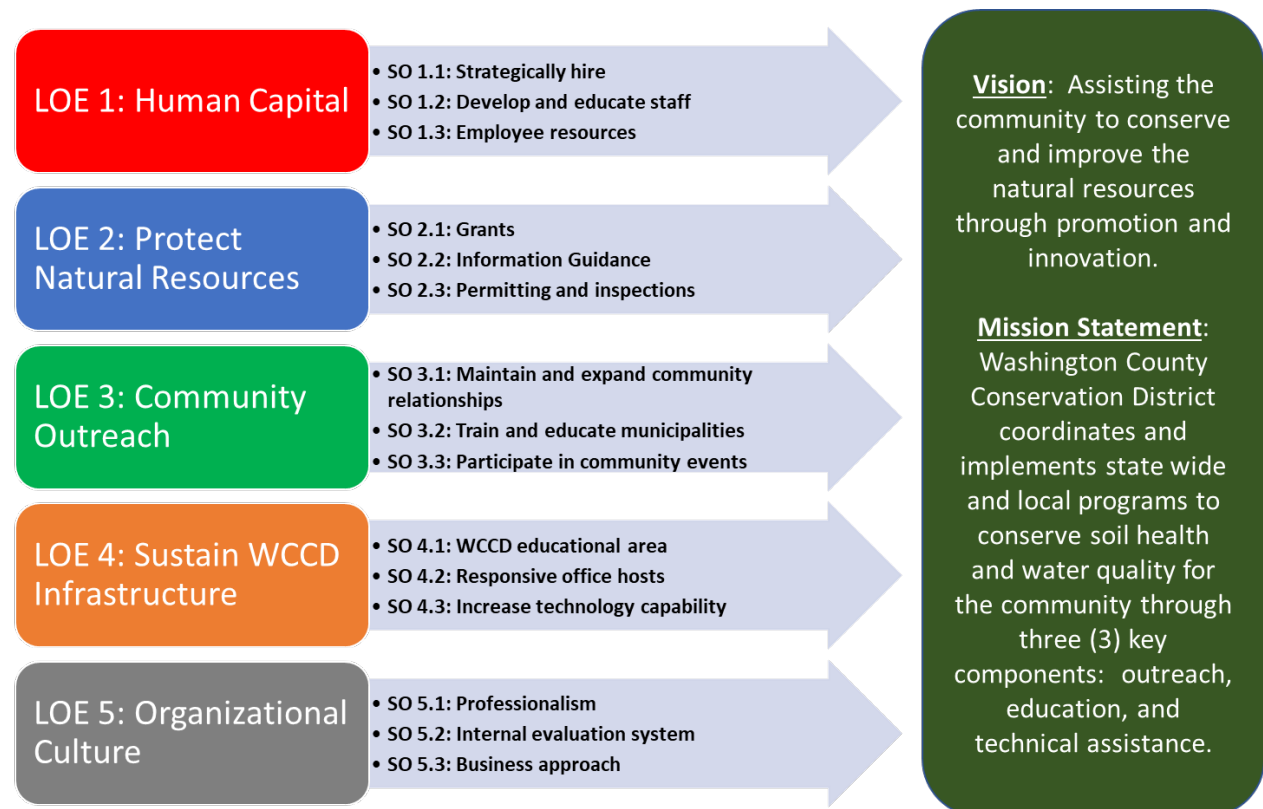 LOE 1: Human Capital
• SO 1.1: Strategically hire
• SO 1.2: Develop and educate staff
• SO 1.3: Employee resources
LOE 2: Protect
Natural Resources
• SO 2.1: Grants
• SO 2.2: Information Guidance
• SO 2.3: Permitting and inspections
LOE 3: Community
Outreach
• SO 3.1: Maintain and expand community
relationships
• SO 3.2: Train and educate municipalities
• SO 3.3: Participate in community events
LOE 4: Sustain WCCD
Infrastructure
• SO 4.1: WCCD educational area
• SO 4.2: Responsive office hosts
• SO 4.3: Increase technology capability
LOE 5: Organizational
Culture
• SO 5.1: Professionalism
• SO 5.2: Internal evaluation system
• SO 5.3: Business approach
Vision: Assisting the
community to conserve
and improve the
natural resources
through promotion and
innovation.
Mission Statement:
Washington County
Conservation District
coordinates and
implements state wide
and local programs to
conserve soil health
and water quality for
the community through
three (3) key
components: outreach,
education, and
technical assistance.